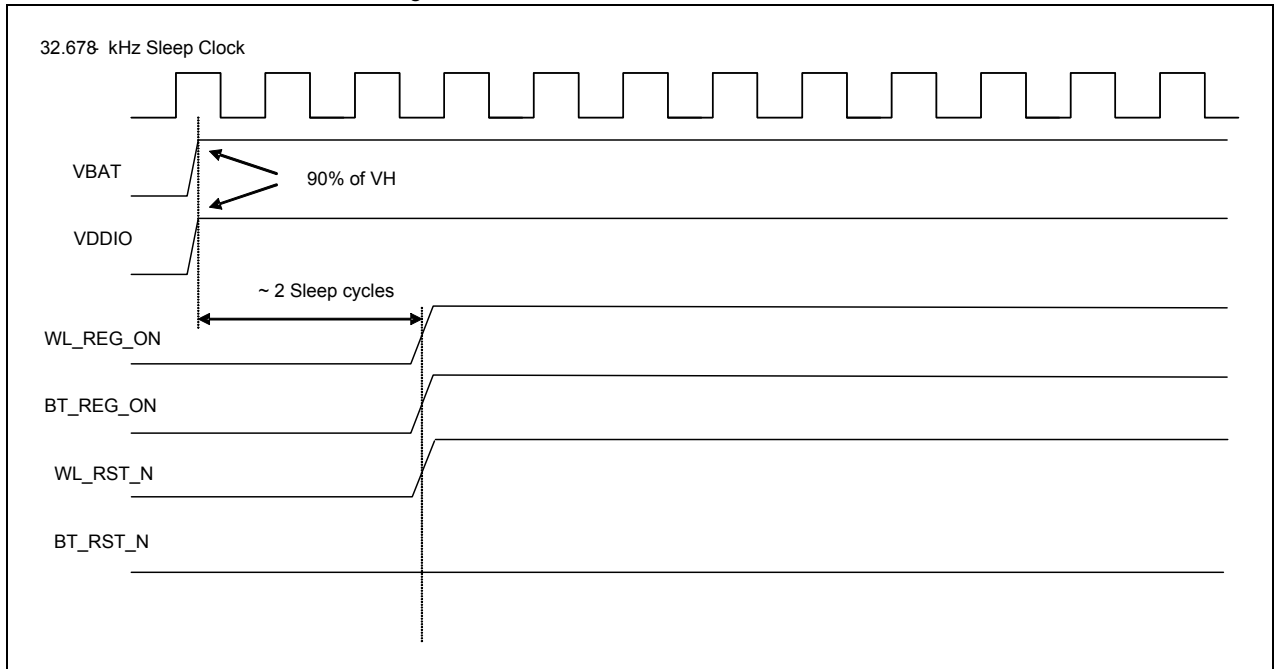 32.678- kHz Sleep Clock
VBAT
90% of VH
VDDIO
~ 2 Sleep cycles
WL_REG_ON
BT_REG_ON
WL_RST_N
BT_RST_N